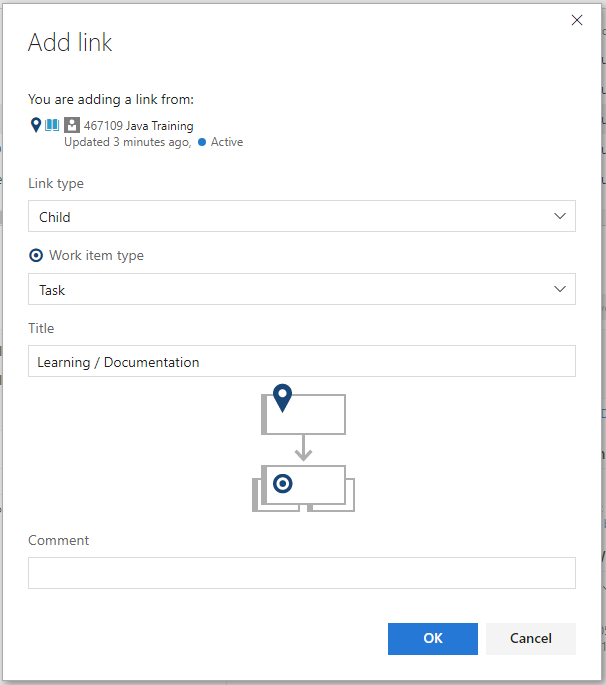 Add link
You are adding a link from:
467109 Java Training
Updated 3 minutes ago, Active
Link type
Child
Work item type
Task
Title
Learning / Documentation
Comment
OK Cancel